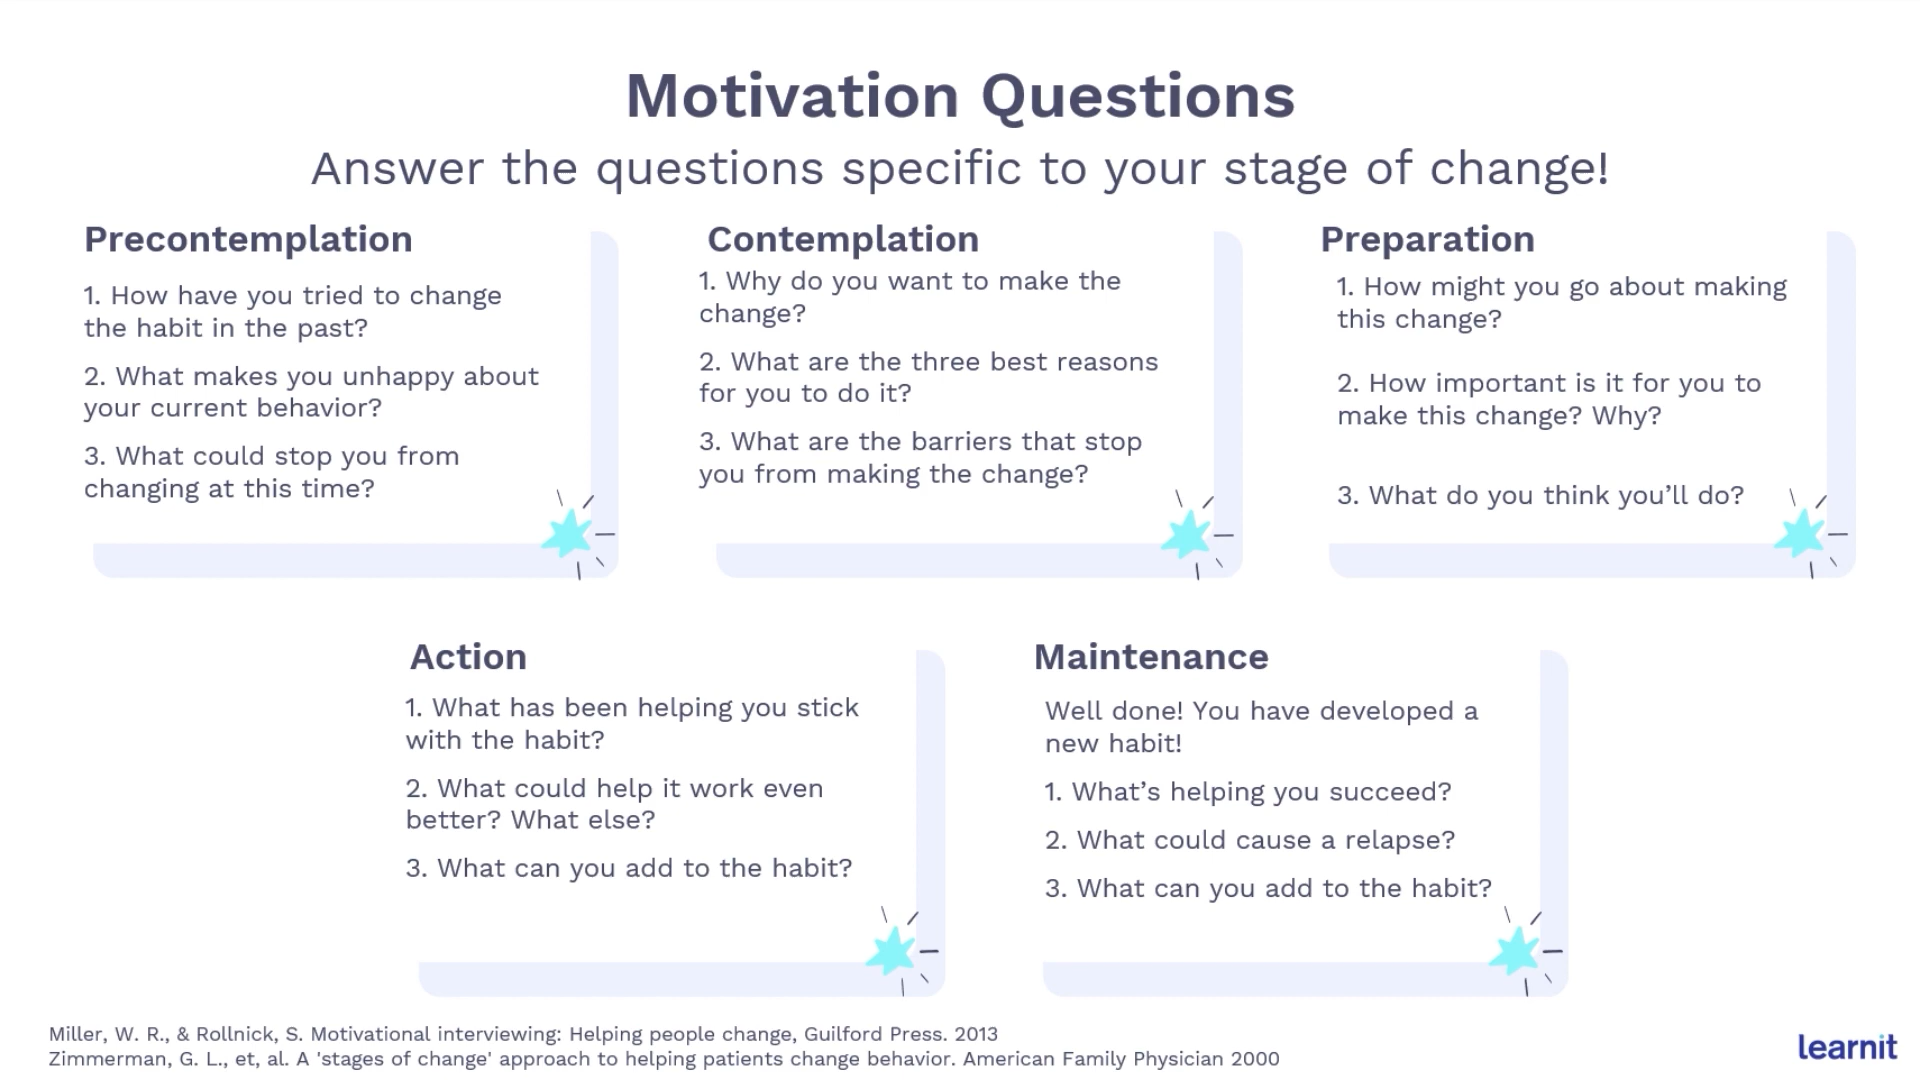 Motivation Questions
Answer the questions specific to your stage of change!
Precontemplation
1. How have you tried to change
the habit in the past?
2. What makes you unhappy about
your current behavior?
3. What could stop you from
changing at this time?
Contemplation
1. Why do you want to make the
change?
2. What are the three best reasons
for you to do it?
3. What are the barriers that stop
you from making the change?
Preparation
1. How might you go about making
this change?
2. How important is it for you to
make this change? Why?
3. What do you think you’ll do?
Action
1. What has been helping you stick
with the habit?
2. What could help it work even
better? What else?
3. What can you add to the habit?
Maintenance
Well done! You have developed a
new habit!
1. What’s helping you succeed?
2. What could cause a relapse?
3. What can you add to the habit?
Miller, W. R., & Rollnick, S. Motivational interviewing: Helping people change, Guilford Press. 2013
Zimmerman, G. L., et, al. A 'stages of change' approach to helping patients change behavior. American Family Physician 2000
learnit